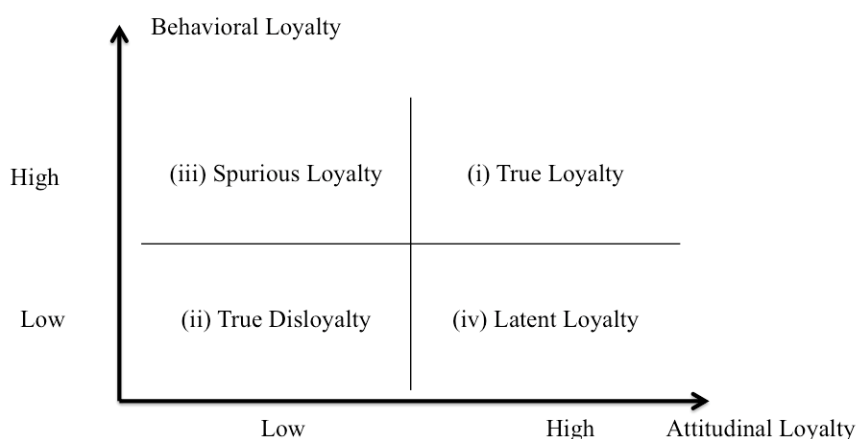 Behavioral Loyalty
High
(iii) Spurious Loyalty
(i) True Loyalty
Low
(ii) True Disloyalty
(iv) Latent Loyalty
Low
High
Attitudinal Loyalty